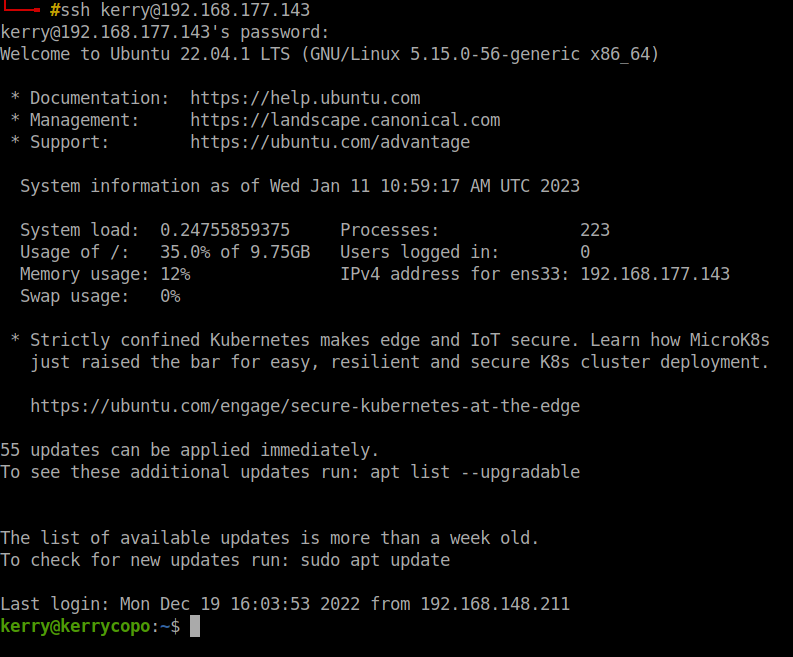 #ssh kerry@192.168.177.143
kerry@192.168.177.143's password:
Welcome to Ubuntu 22.04.1 LTS (GNU/Linux 5.15.0-56-generic x86_64)

 * Documentation:  https://help.ubuntu.com
 * Management:     https://landscape.canonical.com
 * Support:        https://ubuntu.com/advantage

  System information as of Wed Jan 11 10:59:17 AM UTC 2023

  System load:  0.24755859375     Processes:              223
  Usage of /:   35.0% of 9.75GB   Users logged in:        0
  Memory usage: 12%               IPv4 address for ens33: 192.168.177.143
  Swap usage:   0%

 * Strictly confined Kubernetes makes edge and IoT secure. Learn how MicroK8s
   just raised the bar for easy, resilient and secure K8s cluster deployment.

   https://ubuntu.com/engage/secure-kubernetes-at-the-edge

55 updates can be applied immediately.
To see these additional updates run: apt list --upgradable


The list of available updates is more than a week old.
To check for new updates run: sudo apt update

Last login: Mon Dec 19 16:03:53 2022 from 192.168.148.211
kerry@kerrycopo:~$